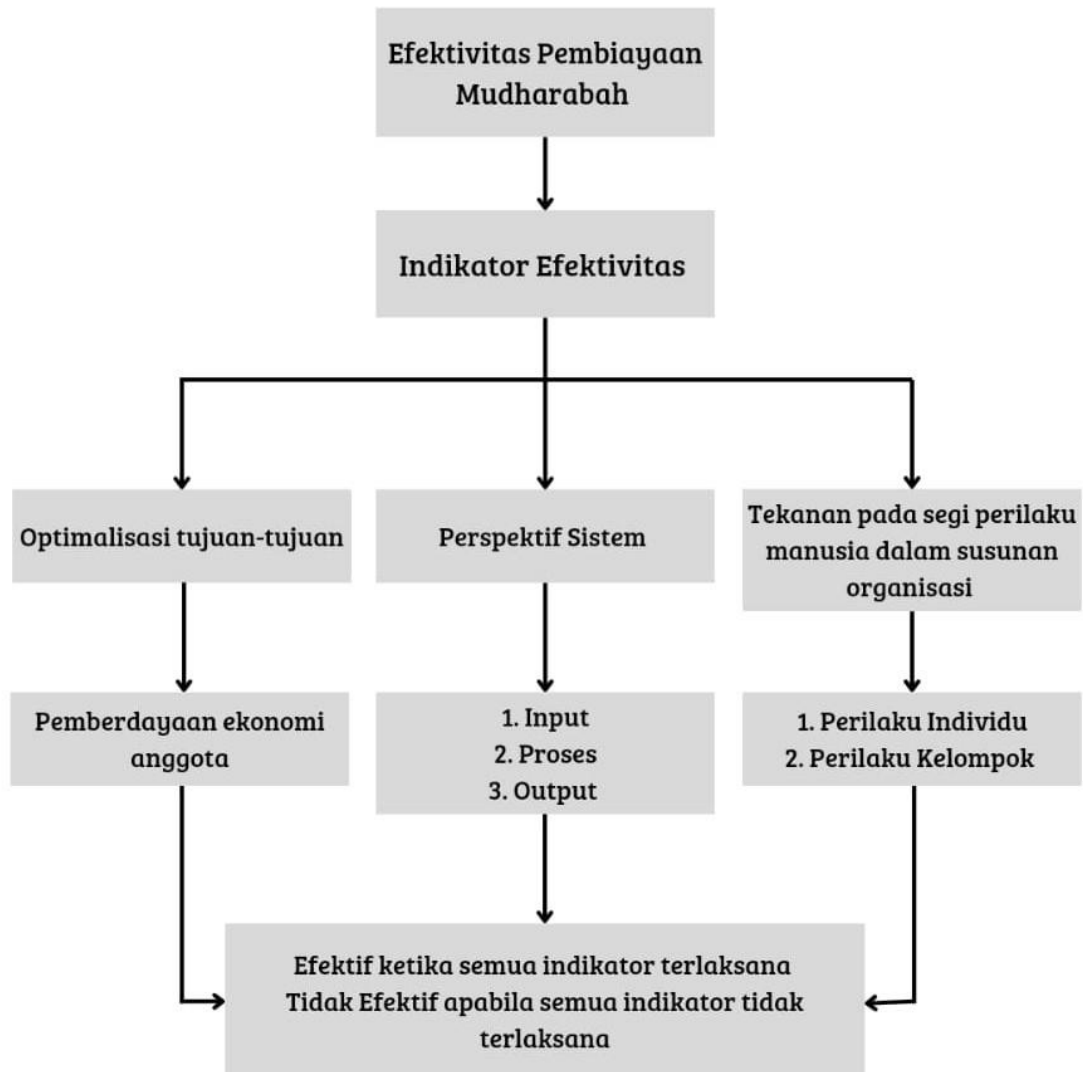 Efektivitas Pembiayaan
Mudharabah
Indikator Efektivitas
Optimalisasi tujuan-tujuan
Perspektif Sistem
Tekanan pada segi perilaku
manusia dalam susunan
organisasi
Pemberdayaan ekonomi
anggota
1. Input
2. Proses
3. Output
1. Perilaku Individu
2. Perilaku Kelompok
Efektif ketika semua indikator terlaksana
Tidak Efektif apabila semua indikator tidak
terlaksana